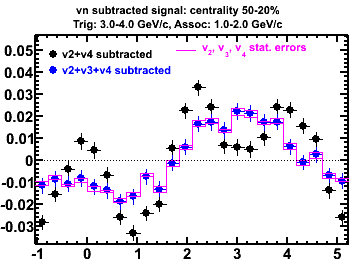 vn subtracted signal: centrality 50-20%
Trig: 3.0-4.0 GeV/c, Assoc: 1.0-2.0 GeV/c
0.05
v2+v4 subtracted
v2, v3, v4 stat. errors
0.04
v2+v3+v4 subtracted
0.03
0.02
0.01
0
-0.01
-0.02
-0.03
-1 0 1 2 3 4 5